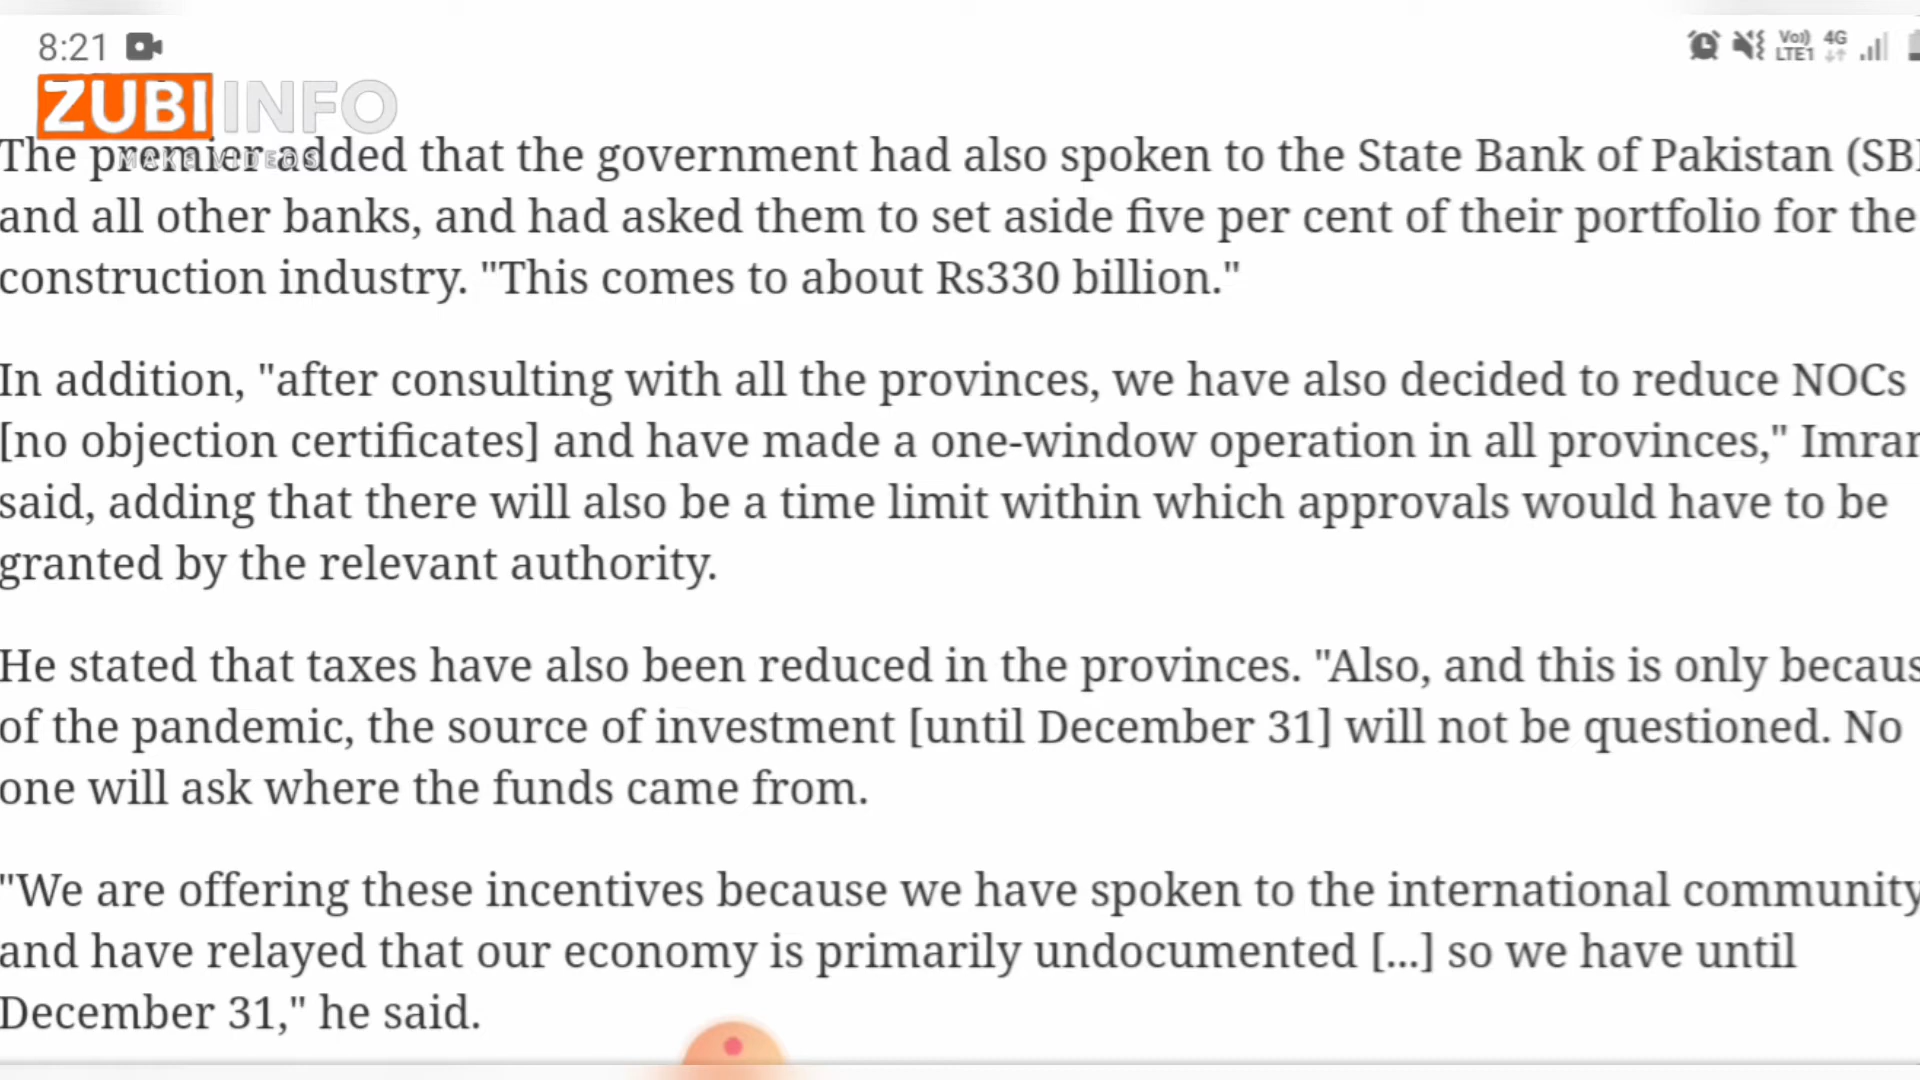 8:21
Vo)) 4G
LTE1
ZUBI INFO
MAKE VIDEOS
The premier added that the government had also spoken to the State Bank of Pakistan (SB
and all other banks, and had asked them to set aside five per cent of their portfolio for the
construction industry. "This comes to about Rs330 billion."
In addition, "after consulting with all the provinces, we have also decided to reduce NOCs
[no objection certificates] and have made a one-window operation in all provinces," Imran
said, adding that there will also be a time limit within which approvals would have to be
granted by the relevant authority.
He stated that taxes have also been reduced in the provinces. "Also, and this is only becaus
of the pandemic, the source of investment [until December 31] will not be questioned. No
one will ask where the funds came from.
"We are offering these incentives because we have spoken to the international community
and have relayed that our economy is primarily undocumented [...] so we have until
December 31," he said.